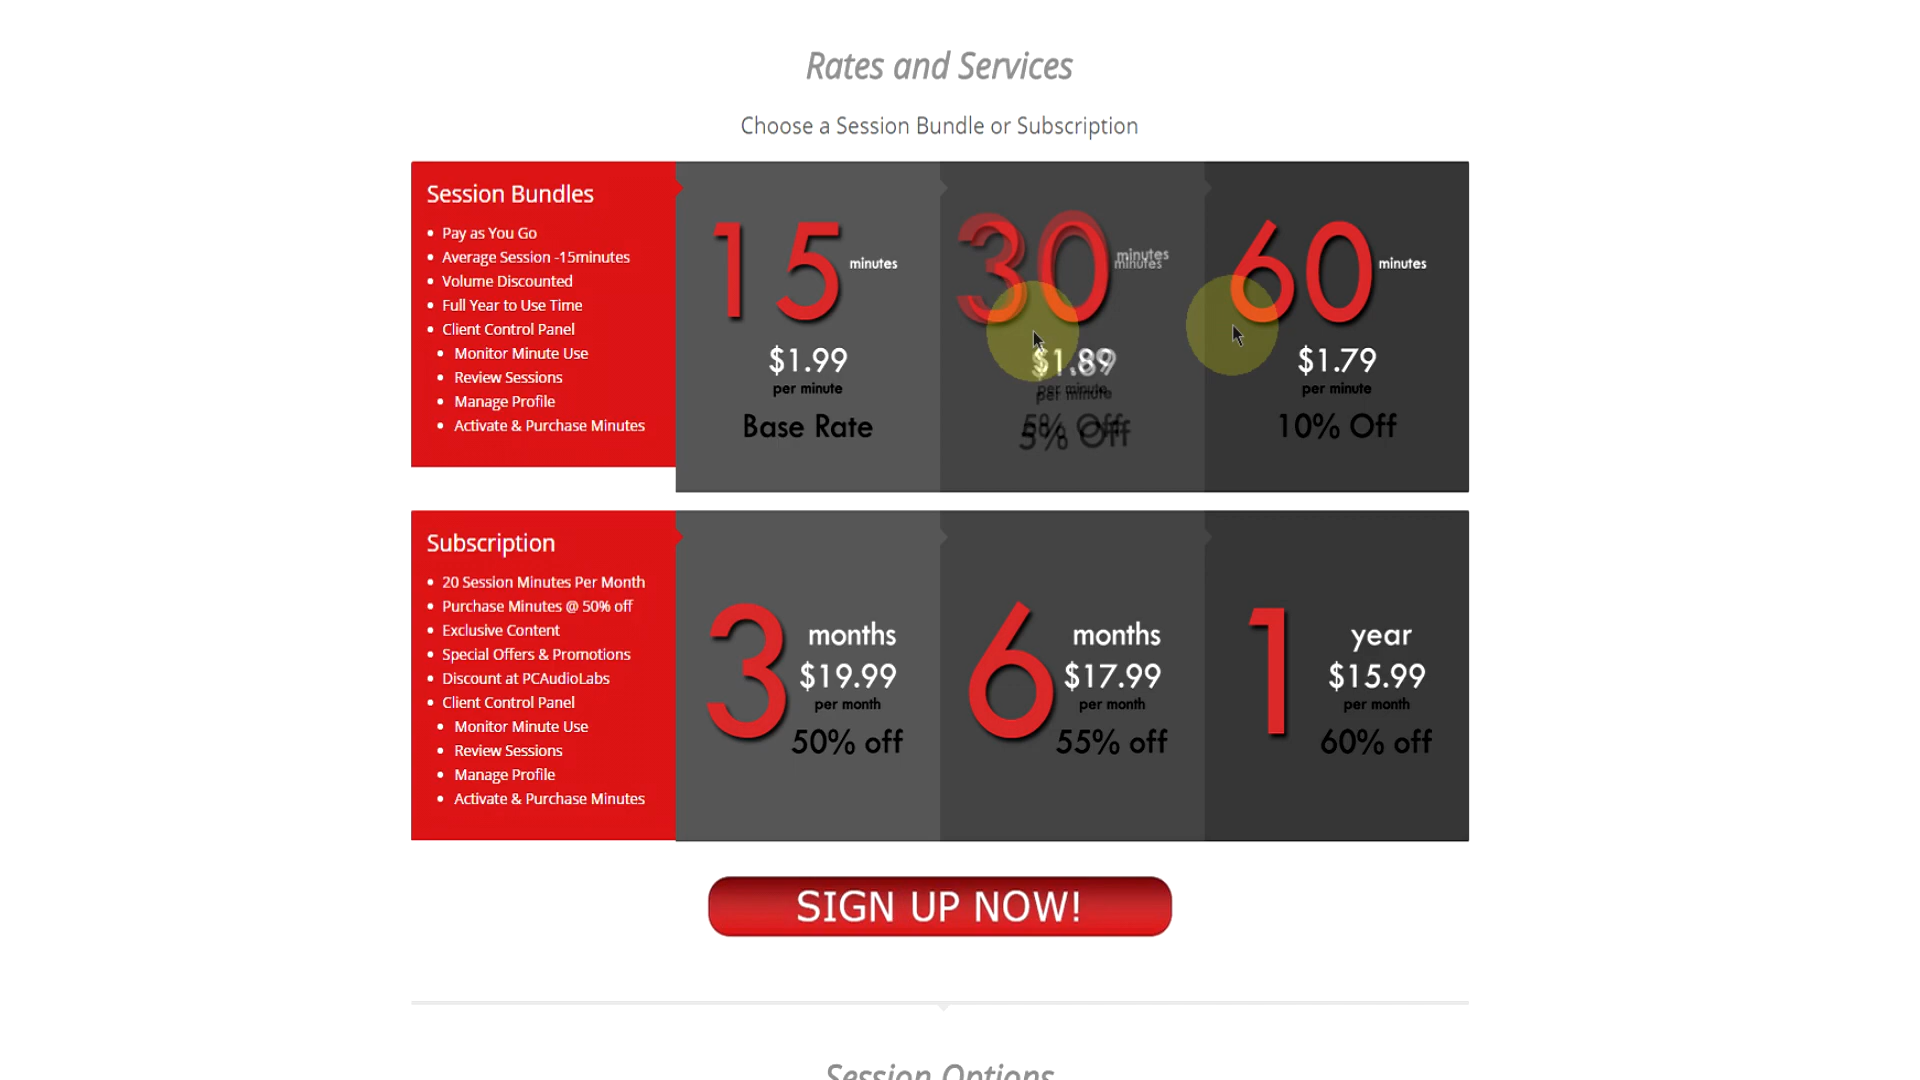 Rates and Services
Choose a Session Bundle or Subscription
Session Bundles
• Pay as You Go
• Average Session -15minutes
• Volume Discounted
• Full Year to Use Time
• Client Control Panel
• Monitor Minute Use
• Review Sessions
• Manage Profile
• Activate & Purchase Minutes
15 minutes
$1.99
per minute
Base Rate
30 minutes
$1.89
per minute
5% Off
60 minutes
$1.79
per minute
10% Off
Subscription
• 20 Session Minutes Per Month
• Purchase Minutes @ 50% off
• Exclusive Content
• Special Offers & Promotions
• Discount at PCAudioLabs
• Client Control Panel
• Monitor Minute Use
• Review Sessions
• Manage Profile
• Activate & Purchase Minutes
3 months
$19.99
per month
50% off
6 months
$17.99
per month
55% off
1 year
$15.99
per month
60% off
SIGN UP NOW!
Session Options